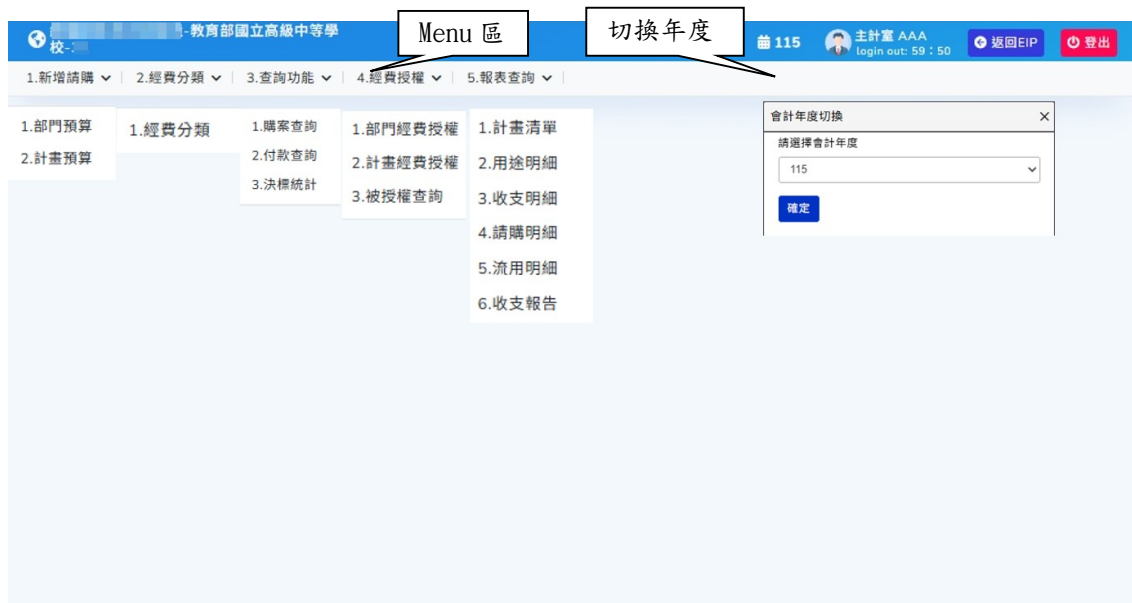 Menu 區
切換年度
-教育部國立高級中等學
校-
115
主計室 AAA
login out: 59：50
返回EIP
登出
1.新增請購
2.經費分類
3.查詢功能
4.經費授權
5.報表查詢
1.部門預算
2.計畫預算
1.經費分類
1.購案查詢
2.付款查詢
3.決標統計
1.部門經費授權
2.計畫經費授權
3.被授權查詢
1.計畫清單
2.用途明細
3.收支明細
4.請購明細
5.流用明細
6.收支報告
會計年度切換
請選擇會計年度
115
確定